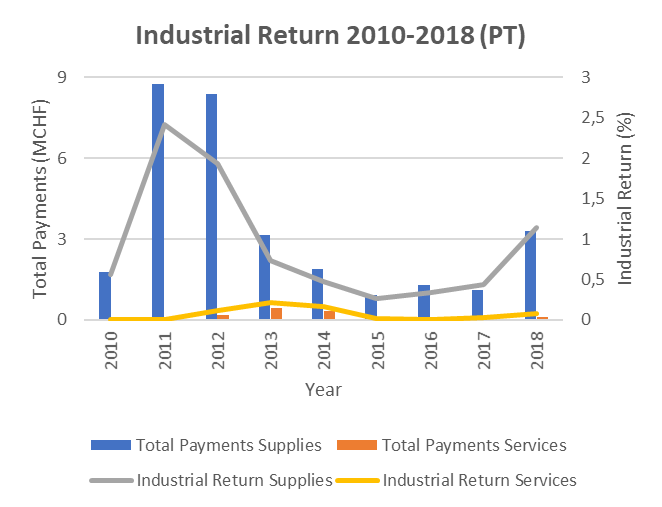 Industrial Return 2010-2018 (PT)
9
6
3
0
Total Payments (MCHF)
3
2,5
2
1,5
1
0,5
0
Industrial Return (%)
2010
2011
2012
2013
2014
2015
2016
2017
2018
Year
Total Payments Supplies
Total Payments Services
Industrial Return Supplies
Industrial Return Services